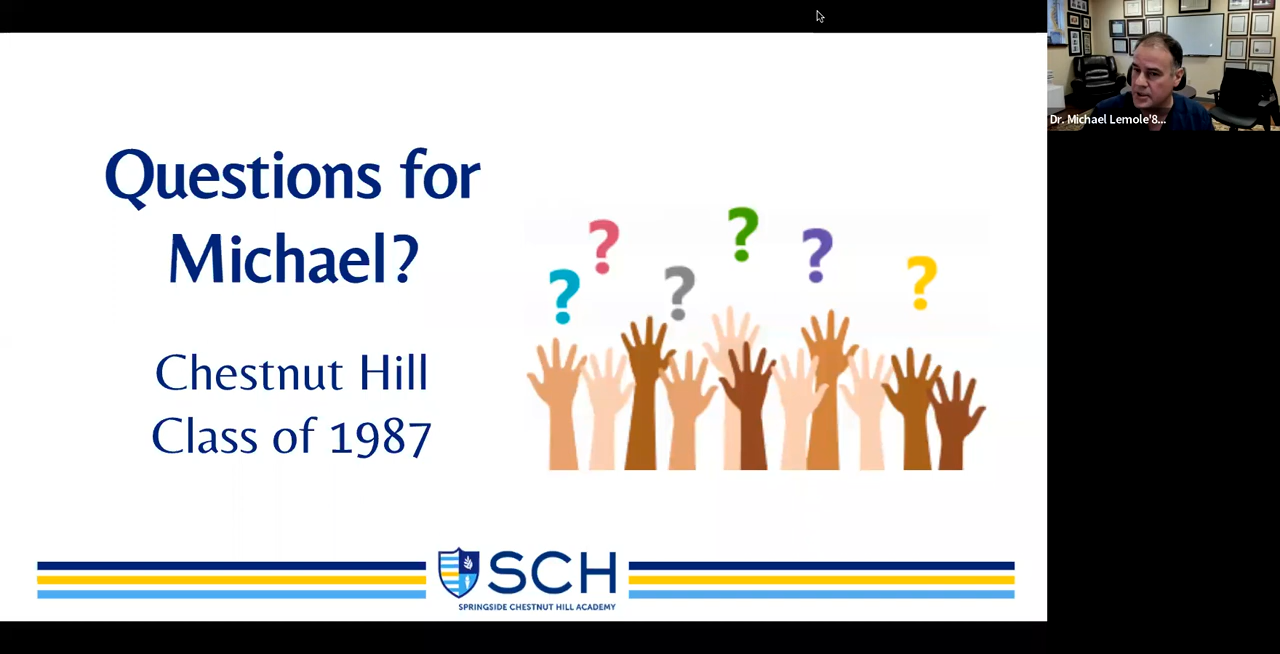 Questions for
Michael?
Chestnut Hill
Class of 1987
SCH
SPRINGSIDE CHESTNUT HILL ACADEMY
Dr. Michael Lemole'8...